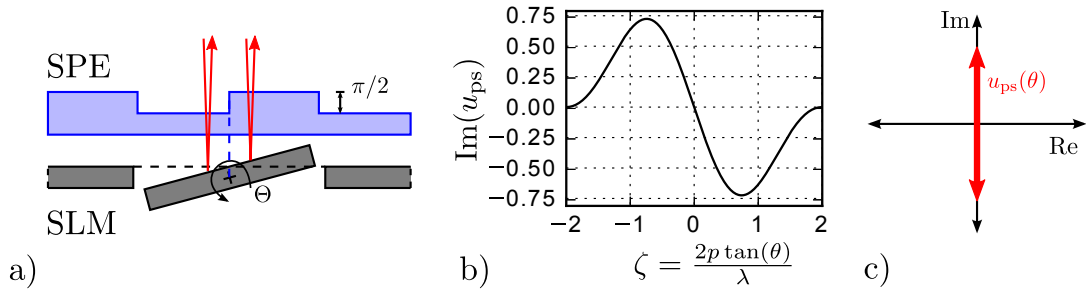 SPE
π/2
Θ
SLM
a)
Im(u_ps)
0.75
0.50
0.25
0.00
−0.25
−0.50
−0.75
−2 −1 0 1 2
ζ = 2p tan(θ)/λ
b)
Im
u_ps(θ)
Re
c)